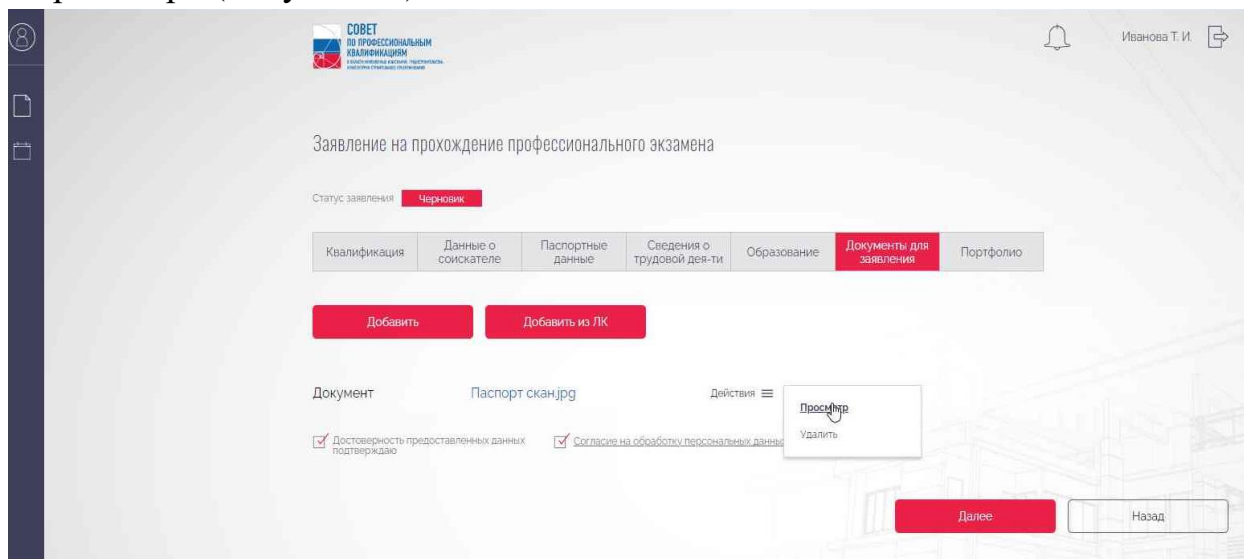 СОВЕТ
ПО ПРОФЕССИОНАЛЬНЫМ
КВАЛИФИКАЦИЯМ
Иванова Т. И.
Заявление на прохождение профессионального экзамена
Статус заявления Черновик
Квалификация
Данные о
соискателе
Паспортные
данные
Сведения о
трудовой дея-ти
Образование
Документы для
заявления
Портфолио
Добавить
Добавить из ЛК
Документ Паспорт скан.jpg Действия
Просмотр
Удалить
Достоверность предоставленных данных
подтверждаю
Согласие на обработку персональных
Далее
Назад